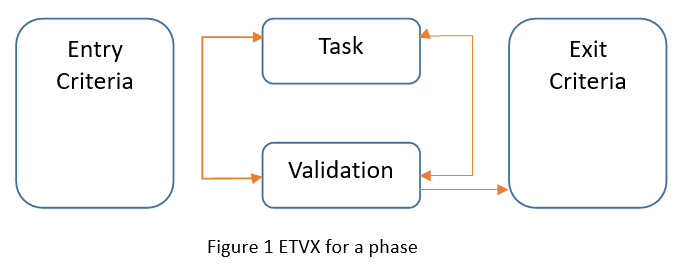 Entry
Criteria
Task
Validation
Exit
Criteria
Figure 1 ETVX for a phase